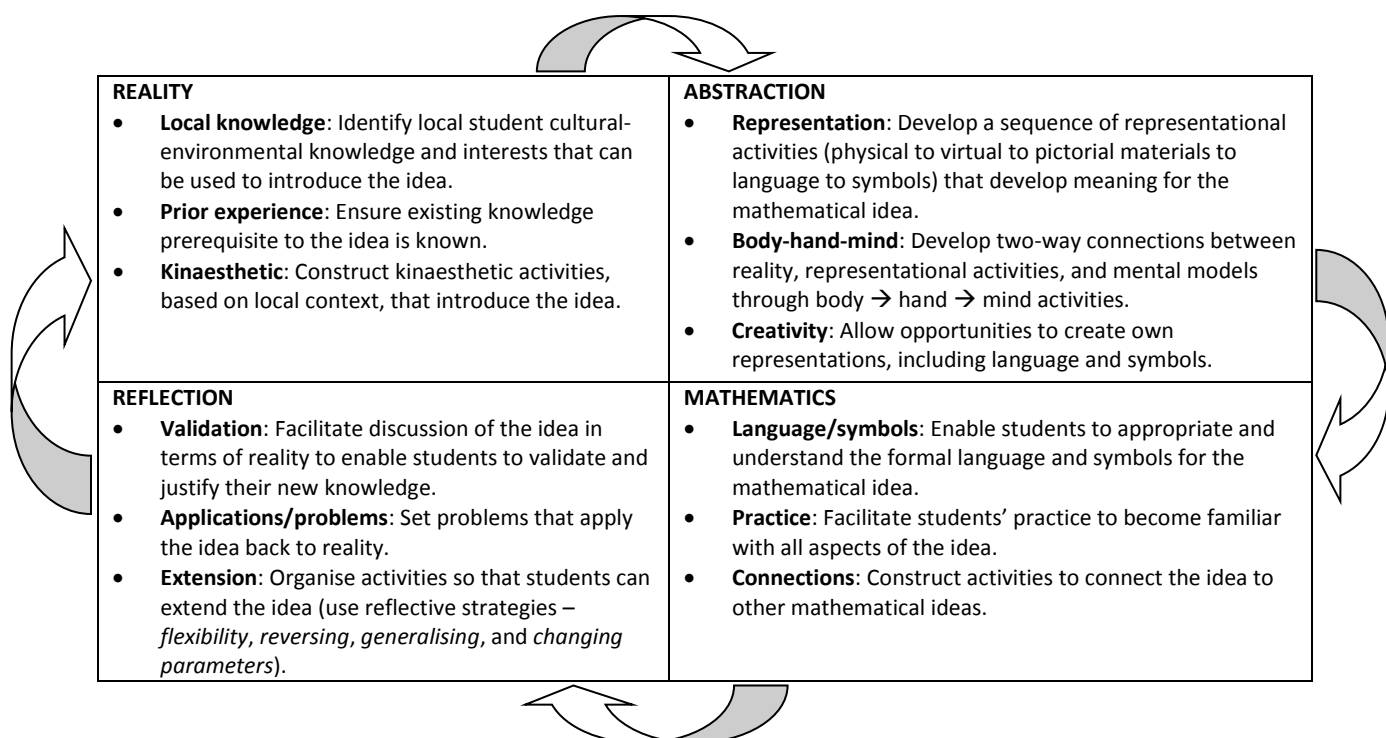 REALITY
• Local knowledge: Identify local student cultural-
environmental knowledge and interests that can
be used to introduce the idea.
• Prior experience: Ensure existing knowledge
prerequisite to the idea is known.
• Kinaesthetic: Construct kinaesthetic activities,
based on local context, that introduce the idea.
ABSTRACTION
• Representation: Develop a sequence of representational
activities (physical to virtual to pictorial materials to
language to symbols) that develop meaning for the
mathematical idea.
• Body-hand-mind: Develop two-way connections between
reality, representational activities, and mental models
through body → hand → mind activities.
• Creativity: Allow opportunities to create own
representations, including language and symbols.
REFLECTION
• Validation: Facilitate discussion of the idea in
terms of reality to enable students to validate and
justify their new knowledge.
• Applications/problems: Set problems that apply
the idea back to reality.
• Extension: Organise activities so that students can
extend the idea (use reflective strategies –
flexibility, reversing, generalising, and changing
parameters).
MATHEMATICS
• Language/symbols: Enable students to appropriate and
understand the formal language and symbols for the
mathematical idea.
• Practice: Facilitate students’ practice to become familiar
with all aspects of the idea.
• Connections: Construct activities to connect the idea to
other mathematical ideas.